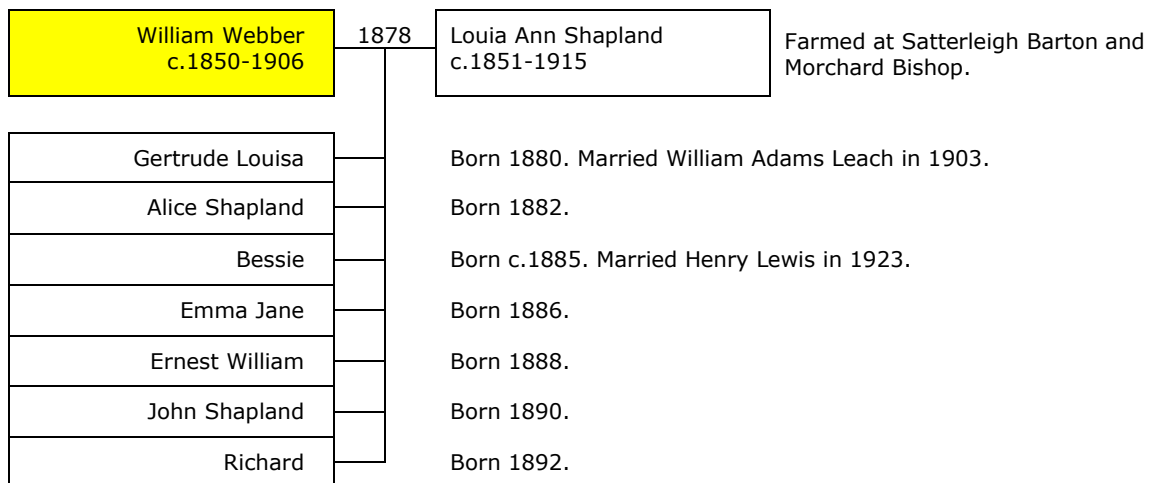 William Webber 1878 Louia Ann Shapland
c.1850-1906 c.1851-1915
Farmed at Satterleigh Barton and
Morchard Bishop.
Gertrude Louisa Born 1880. Married William Adams Leach in 1903.
Alice Shapland Born 1882.
Bessie Born c.1885. Married Henry Lewis in 1923.
Emma Jane Born 1886.
Ernest William Born 1888.
John Shapland Born 1890.
Richard Born 1892.